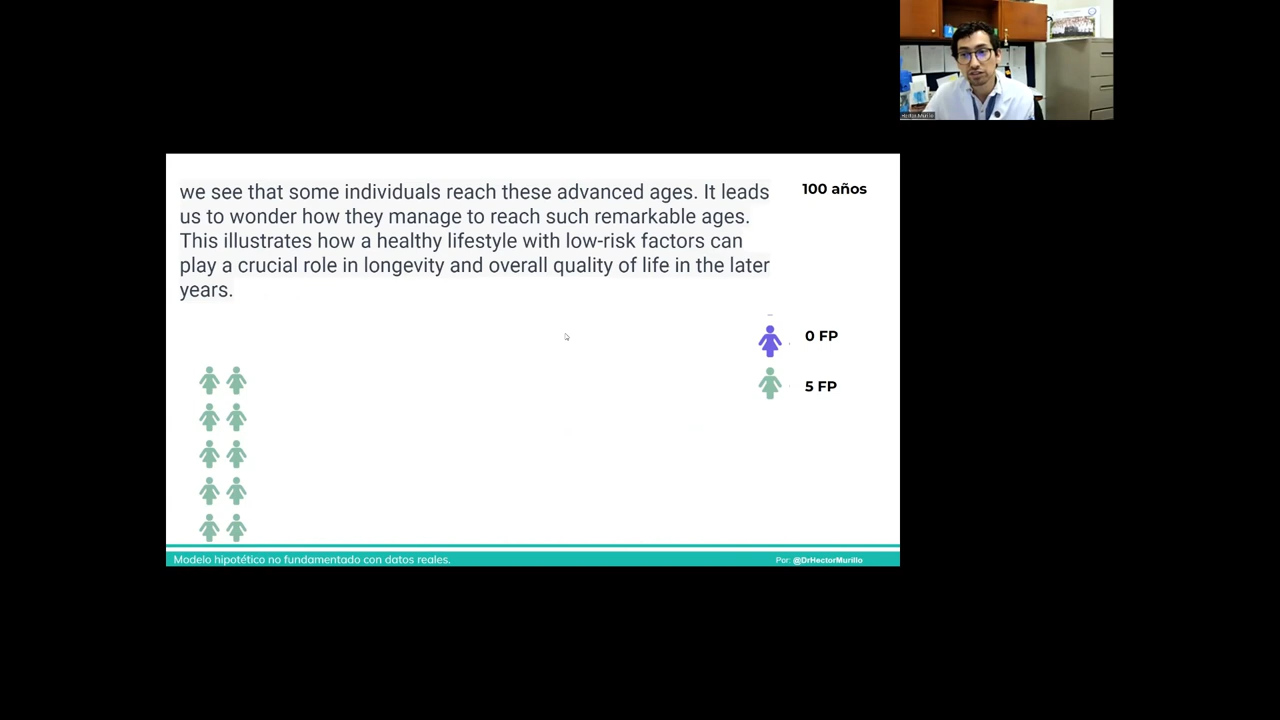 Hector Murillo
we see that some individuals reach these advanced ages. It leads
us to wonder how they manage to reach such remarkable ages.
This illustrates how a healthy lifestyle with low-risk factors can
play a crucial role in longevity and overall quality of life in the later
years.
100 años
0 FP
5 FP
Modelo hipotético no fundamentado con datos reales.
Por: @DrHectorMurillo